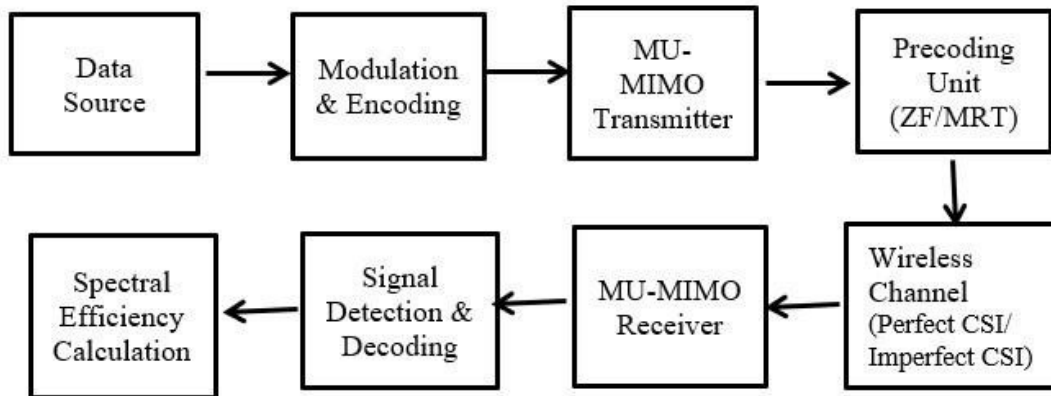 Data
Source
Modulation
& Encoding
MU-
MIMO
Transmitter
Precoding
Unit
(ZF/MRT)
Wireless
Channel
(Perfect CSI/
Imperfect CSI)
MU-MIMO
Receiver
Signal
Detection &
Decoding
Spectral
Efficiency
Calculation